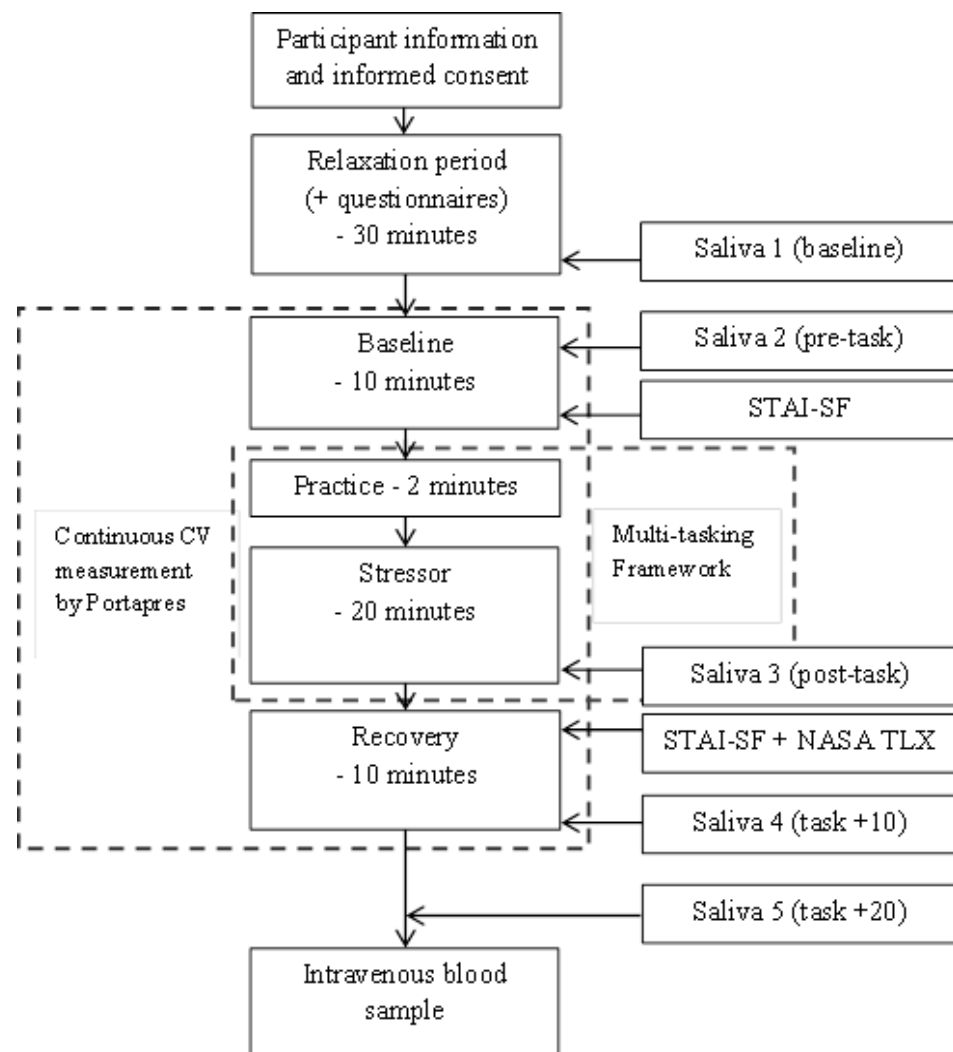 Participant information
and informed consent
Relaxation period
(+ questionnaires)
- 30 minutes
Saliva 1 (baseline)
Baseline
- 10 minutes
Saliva 2 (pre-task)
STAI-SF
Practice - 2 minutes
Continuous CV
measurement
by Portapres
Multi-tasking
Framework
Stressor
- 20 minutes
Saliva 3 (post-task)
Recovery
- 10 minutes
STAI-SF + NASA TLX
Saliva 4 (task +10)
Saliva 5 (task +20)
Intravenous blood
sample